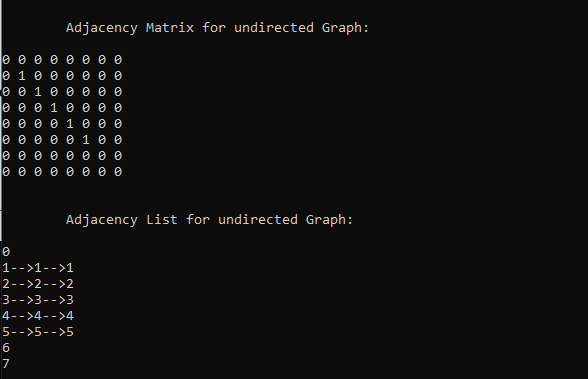 Adjacency Matrix for undirected Graph:
0 0 0 0 0 0 0 0
0 1 0 0 0 0 0 0
0 0 1 0 0 0 0 0
0 0 0 1 0 0 0 0
0 0 0 0 1 0 0 0
0 0 0 0 0 1 0 0
0 0 0 0 0 0 0 0
0 0 0 0 0 0 0 0
Adjacency List for undirected Graph:
0
1-->1-->1
2-->2-->2
3-->3-->3
4-->4-->4
5-->5-->5
6
7